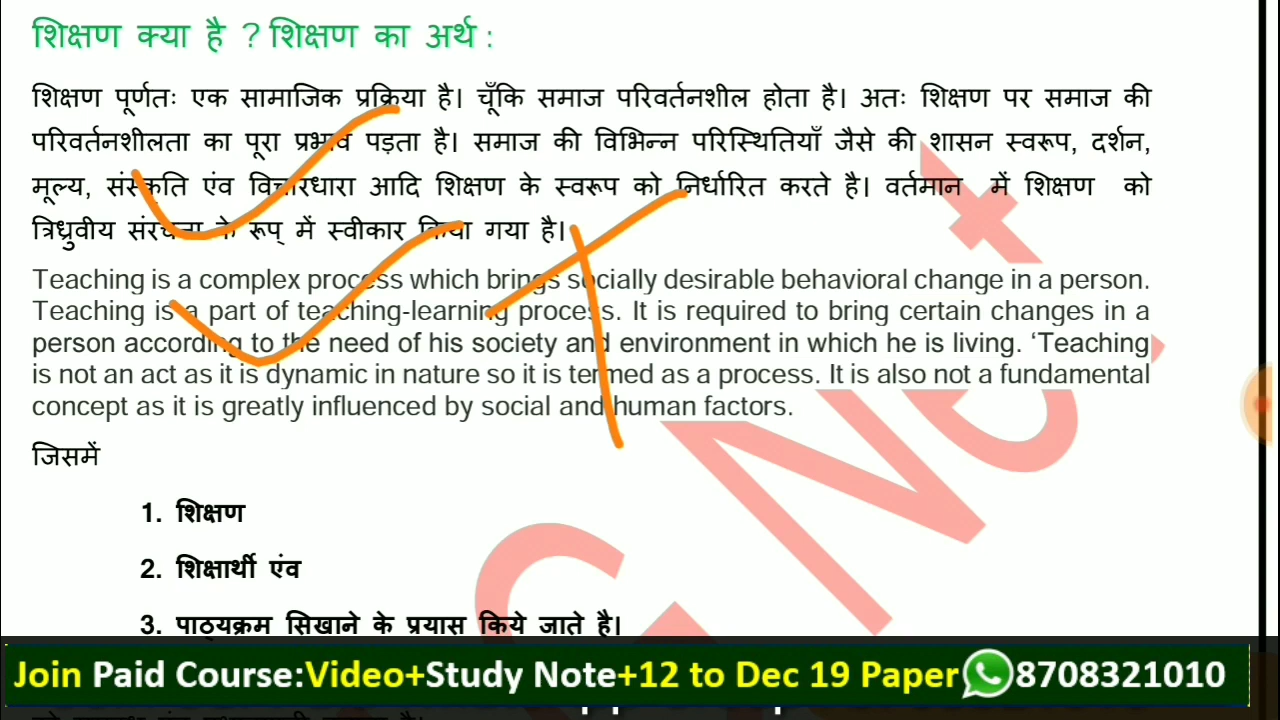 शिक्षण क्या है ? शिक्षण का अर्थ :
शिक्षण पूर्णतः एक सामाजिक प्रक्रिया है। चूँकि समाज परिवर्तनशील होता है। अतः शिक्षण पर समाज की
परिवर्तनशीलता का पूरा प्रभाव पड़ता है। समाज की विभिन्न परिस्थितियाँ जैसे की शासन स्वरूप, दर्शन,
मूल्य, संस्कृति एंव विचारधारा आदि शिक्षण के स्वरूप को निर्धारित करते है। वर्तमान में शिक्षण को
त्रिध्रुवीय संरचना के रूप् में स्वीकार किया गया है।
Teaching is a complex process which brings socially desirable behavioral change in a person.
Teaching is a part of teaching-learning process. It is required to bring certain changes in a
person according to the need of his society and environment in which he is living. ‘Teaching
is not an act as it is dynamic in nature so it is termed as a process. It is also not a fundamental
concept as it is greatly influenced by social and human factors.
जिसमें
1. शिक्षण
2. शिक्षार्थी एंव
3. पाठ्यक्रम सिखाने के प्रयास किये जाते है।
Join Paid Course:Video+Study Note+12 to Dec 19 Paper 8708321010